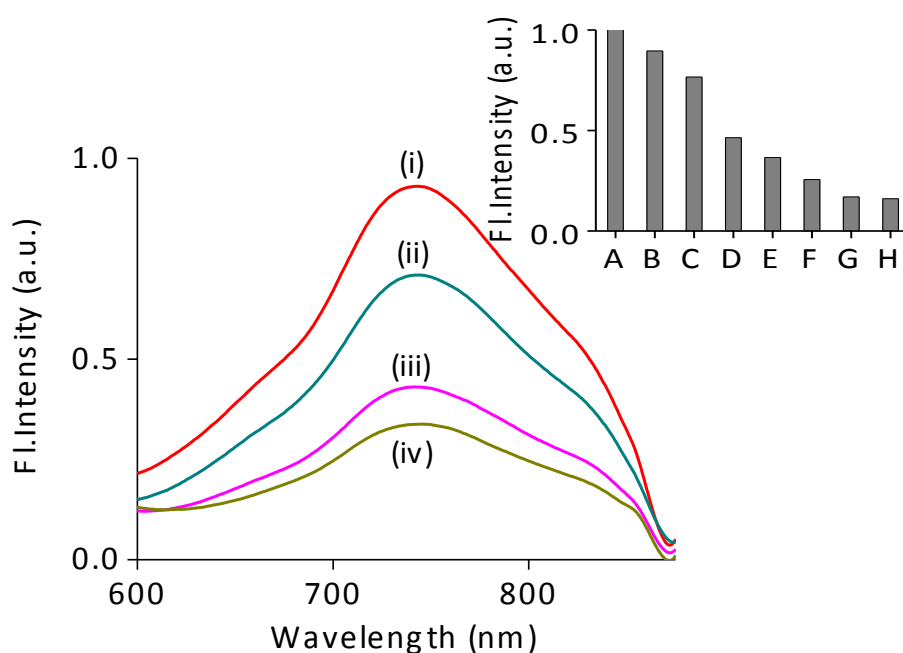 Fl.Intensity (a.u.)
1.0
0.5
0.0
A B C D E F G H
Fl.Intensity (a.u.)
1.0
0.5
0.0
(i)
(ii)
(iii)
(iv)
600 700 800
Wavelength (nm)